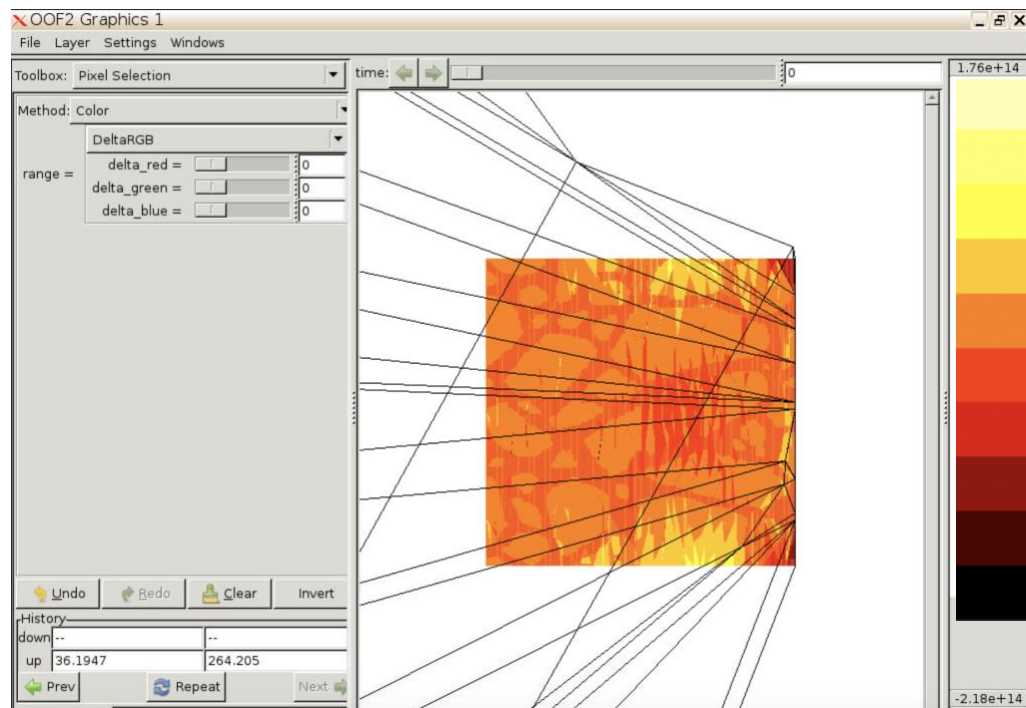 OOF2 Graphics 1
File Layer Settings Windows
Toolbox: Pixel Selection
time: 0
1.76e+14
Method: Color
DeltaRGB
range =
delta_red = 0
delta_green = 0
delta_blue = 0
Undo Redo Clear Invert
History
down -- --
up 36.1947 264.205
Prev Repeat Next
-2.18e+14